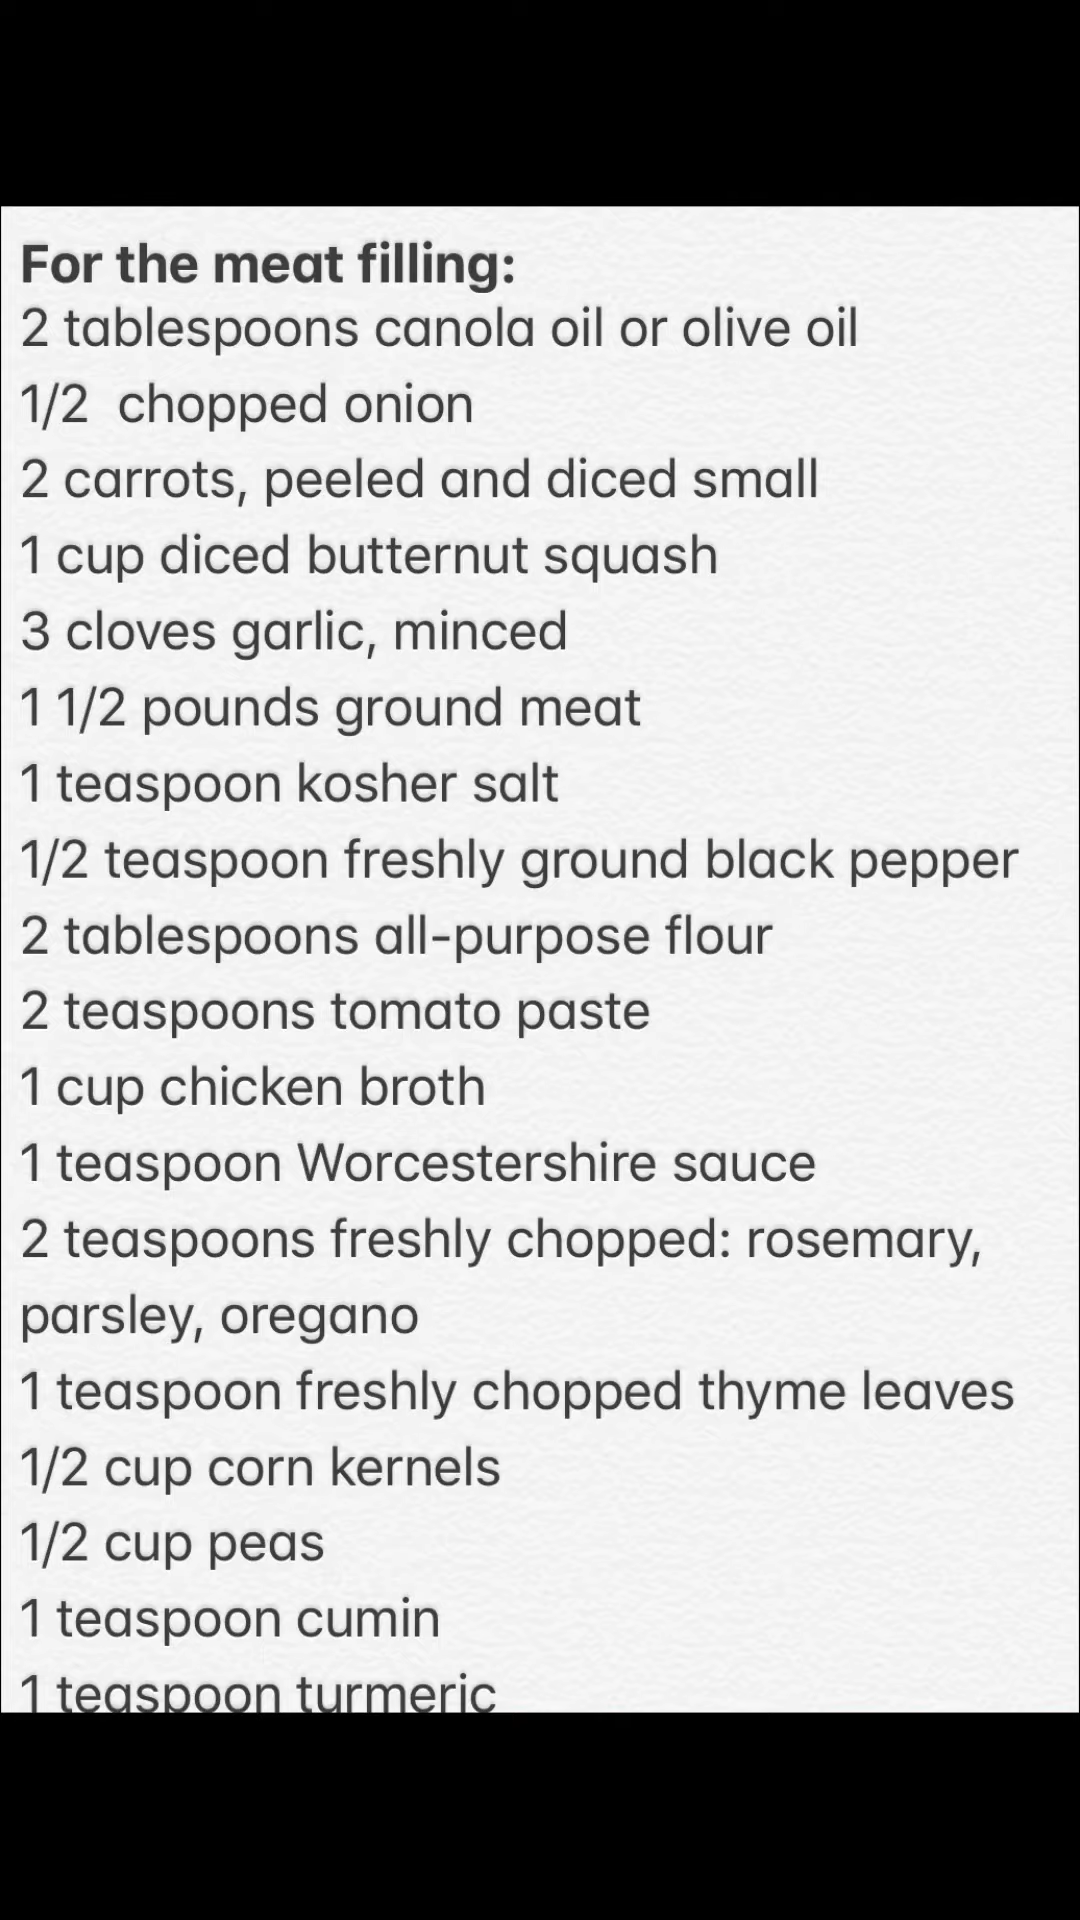 For the meat filling:
2 tablespoons canola oil or olive oil
1/2  chopped onion
2 carrots, peeled and diced small
1 cup diced butternut squash
3 cloves garlic, minced
1 1/2 pounds ground meat
1 teaspoon kosher salt
1/2 teaspoon freshly ground black pepper
2 tablespoons all-purpose flour
2 teaspoons tomato paste
1 cup chicken broth
1 teaspoon Worcestershire sauce
2 teaspoons freshly chopped: rosemary,
parsley, oregano
1 teaspoon freshly chopped thyme leaves
1/2 cup corn kernels
1/2 cup peas
1 teaspoon cumin
1 teaspoon turmeric